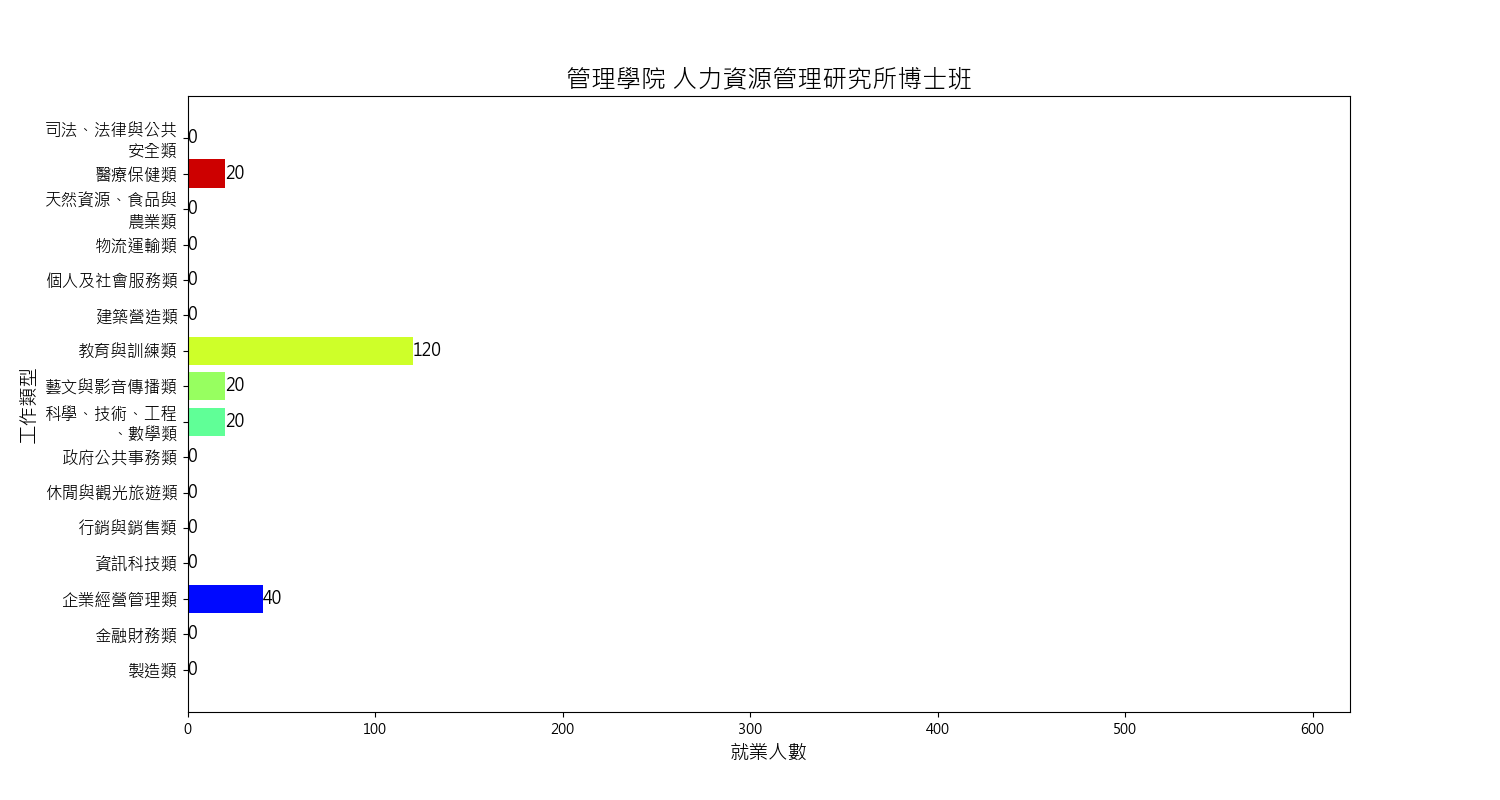 管理學院 人力資源管理研究所博士班
司法、法律與公共
安全類
0
醫療保健類
20
天然資源、食品與
農業類
0
物流運輸類
0
個人及社會服務類
0
建築營造類
0
教育與訓練類
120
藝文與影音傳播類
20
科學、技術、工程
、數學類
20
政府公共事務類
0
休閒與觀光旅遊類
0
行銷與銷售類
0
資訊科技類
0
企業經營管理類
40
金融財務類
0
製造類
0
工作類型
0 100 200 300 400 500 600
就業人數